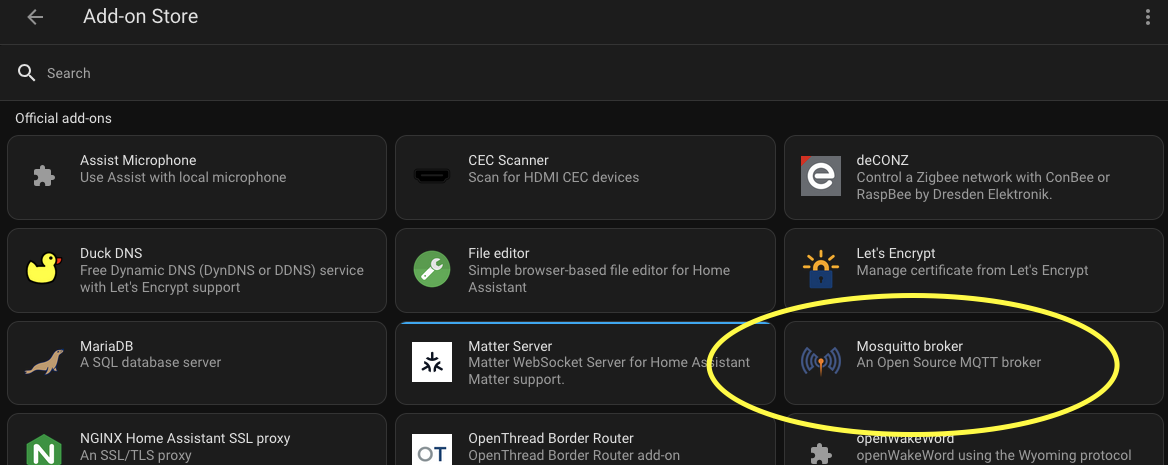 Add-on Store
Search
Official add-ons
Assist Microphone
Use Assist with local microphone
CEC Scanner
Scan for HDMI CEC devices
deCONZ
Control a Zigbee network with ConBee or
RaspBee by Dresden Elektronik.
Duck DNS
Free Dynamic DNS (DynDNS or DDNS) service
with Let's Encrypt support
File editor
Simple browser-based file editor for Home
Assistant
Let's Encrypt
Manage certificate from Let's Encrypt
MariaDB
A SQL database server
Matter Server
Matter WebSocket Server for Home Assistant
Matter support.
Mosquitto broker
An Open Source MQTT broker
N
NGINX Home Assistant SSL proxy
An SSL/TLS proxy
OT
OpenThread Border Router
OpenThread Border Router add-on
openWakeWord
openWakeWord using the Wyoming protocol